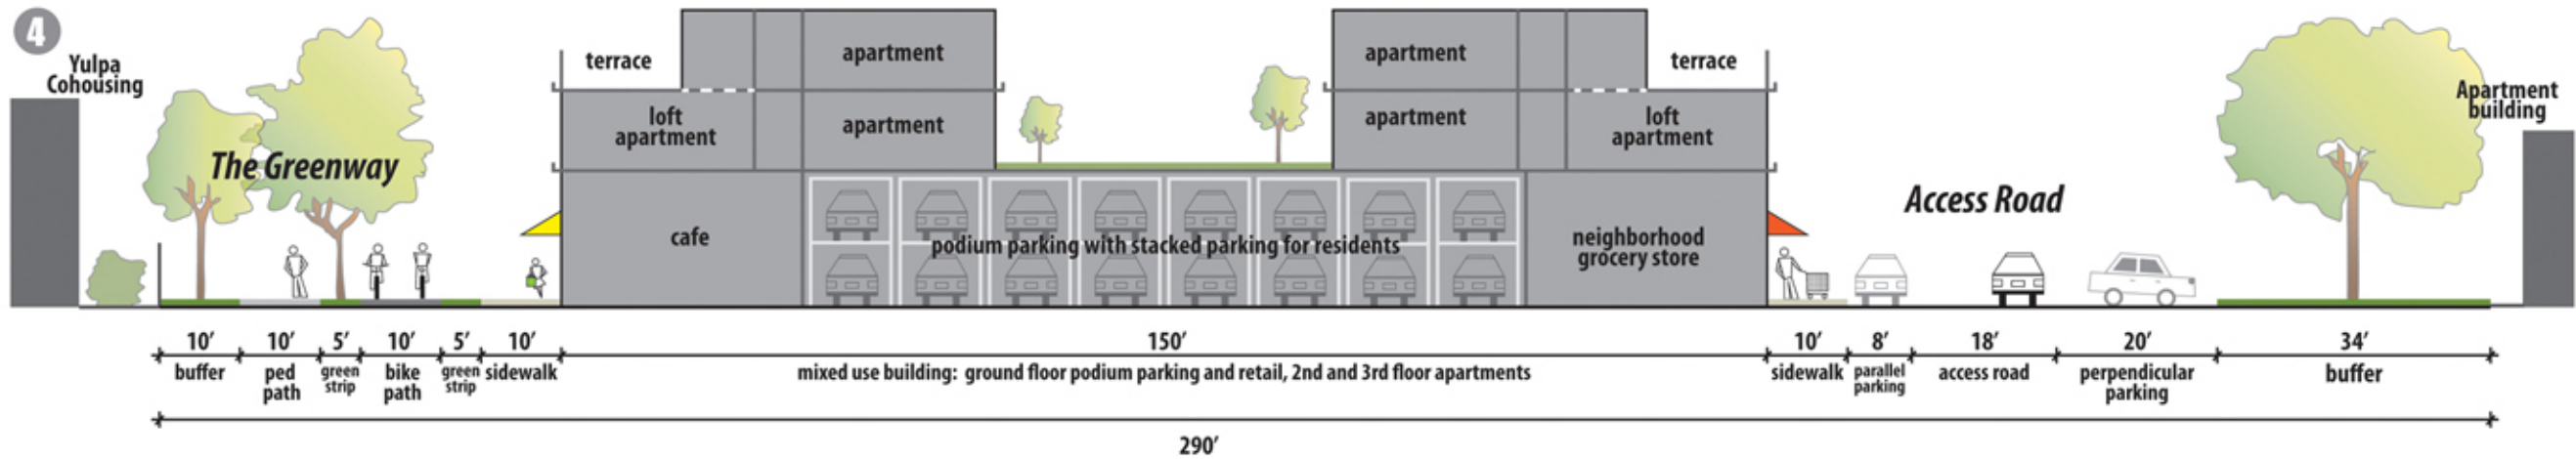 4
Yulpa
Cohousing
The Greenway
terrace
apartment
apartment
terrace
loft
apartment
apartment
apartment
loft
apartment
cafe
podium parking with stacked parking for residents
neighborhood
grocery store
Access Road
Apartment
building
10′
10′
5′
10′
5′
10′
150′
10′
8′
18′
20′
34′
buffer
ped
path
green
strip
bike
path
green
strip
sidewalk
mixed use building: ground floor podium parking and retail, 2nd and 3rd floor apartments
sidewalk
parallel
parking
access road
perpendicular
parking
buffer
290′